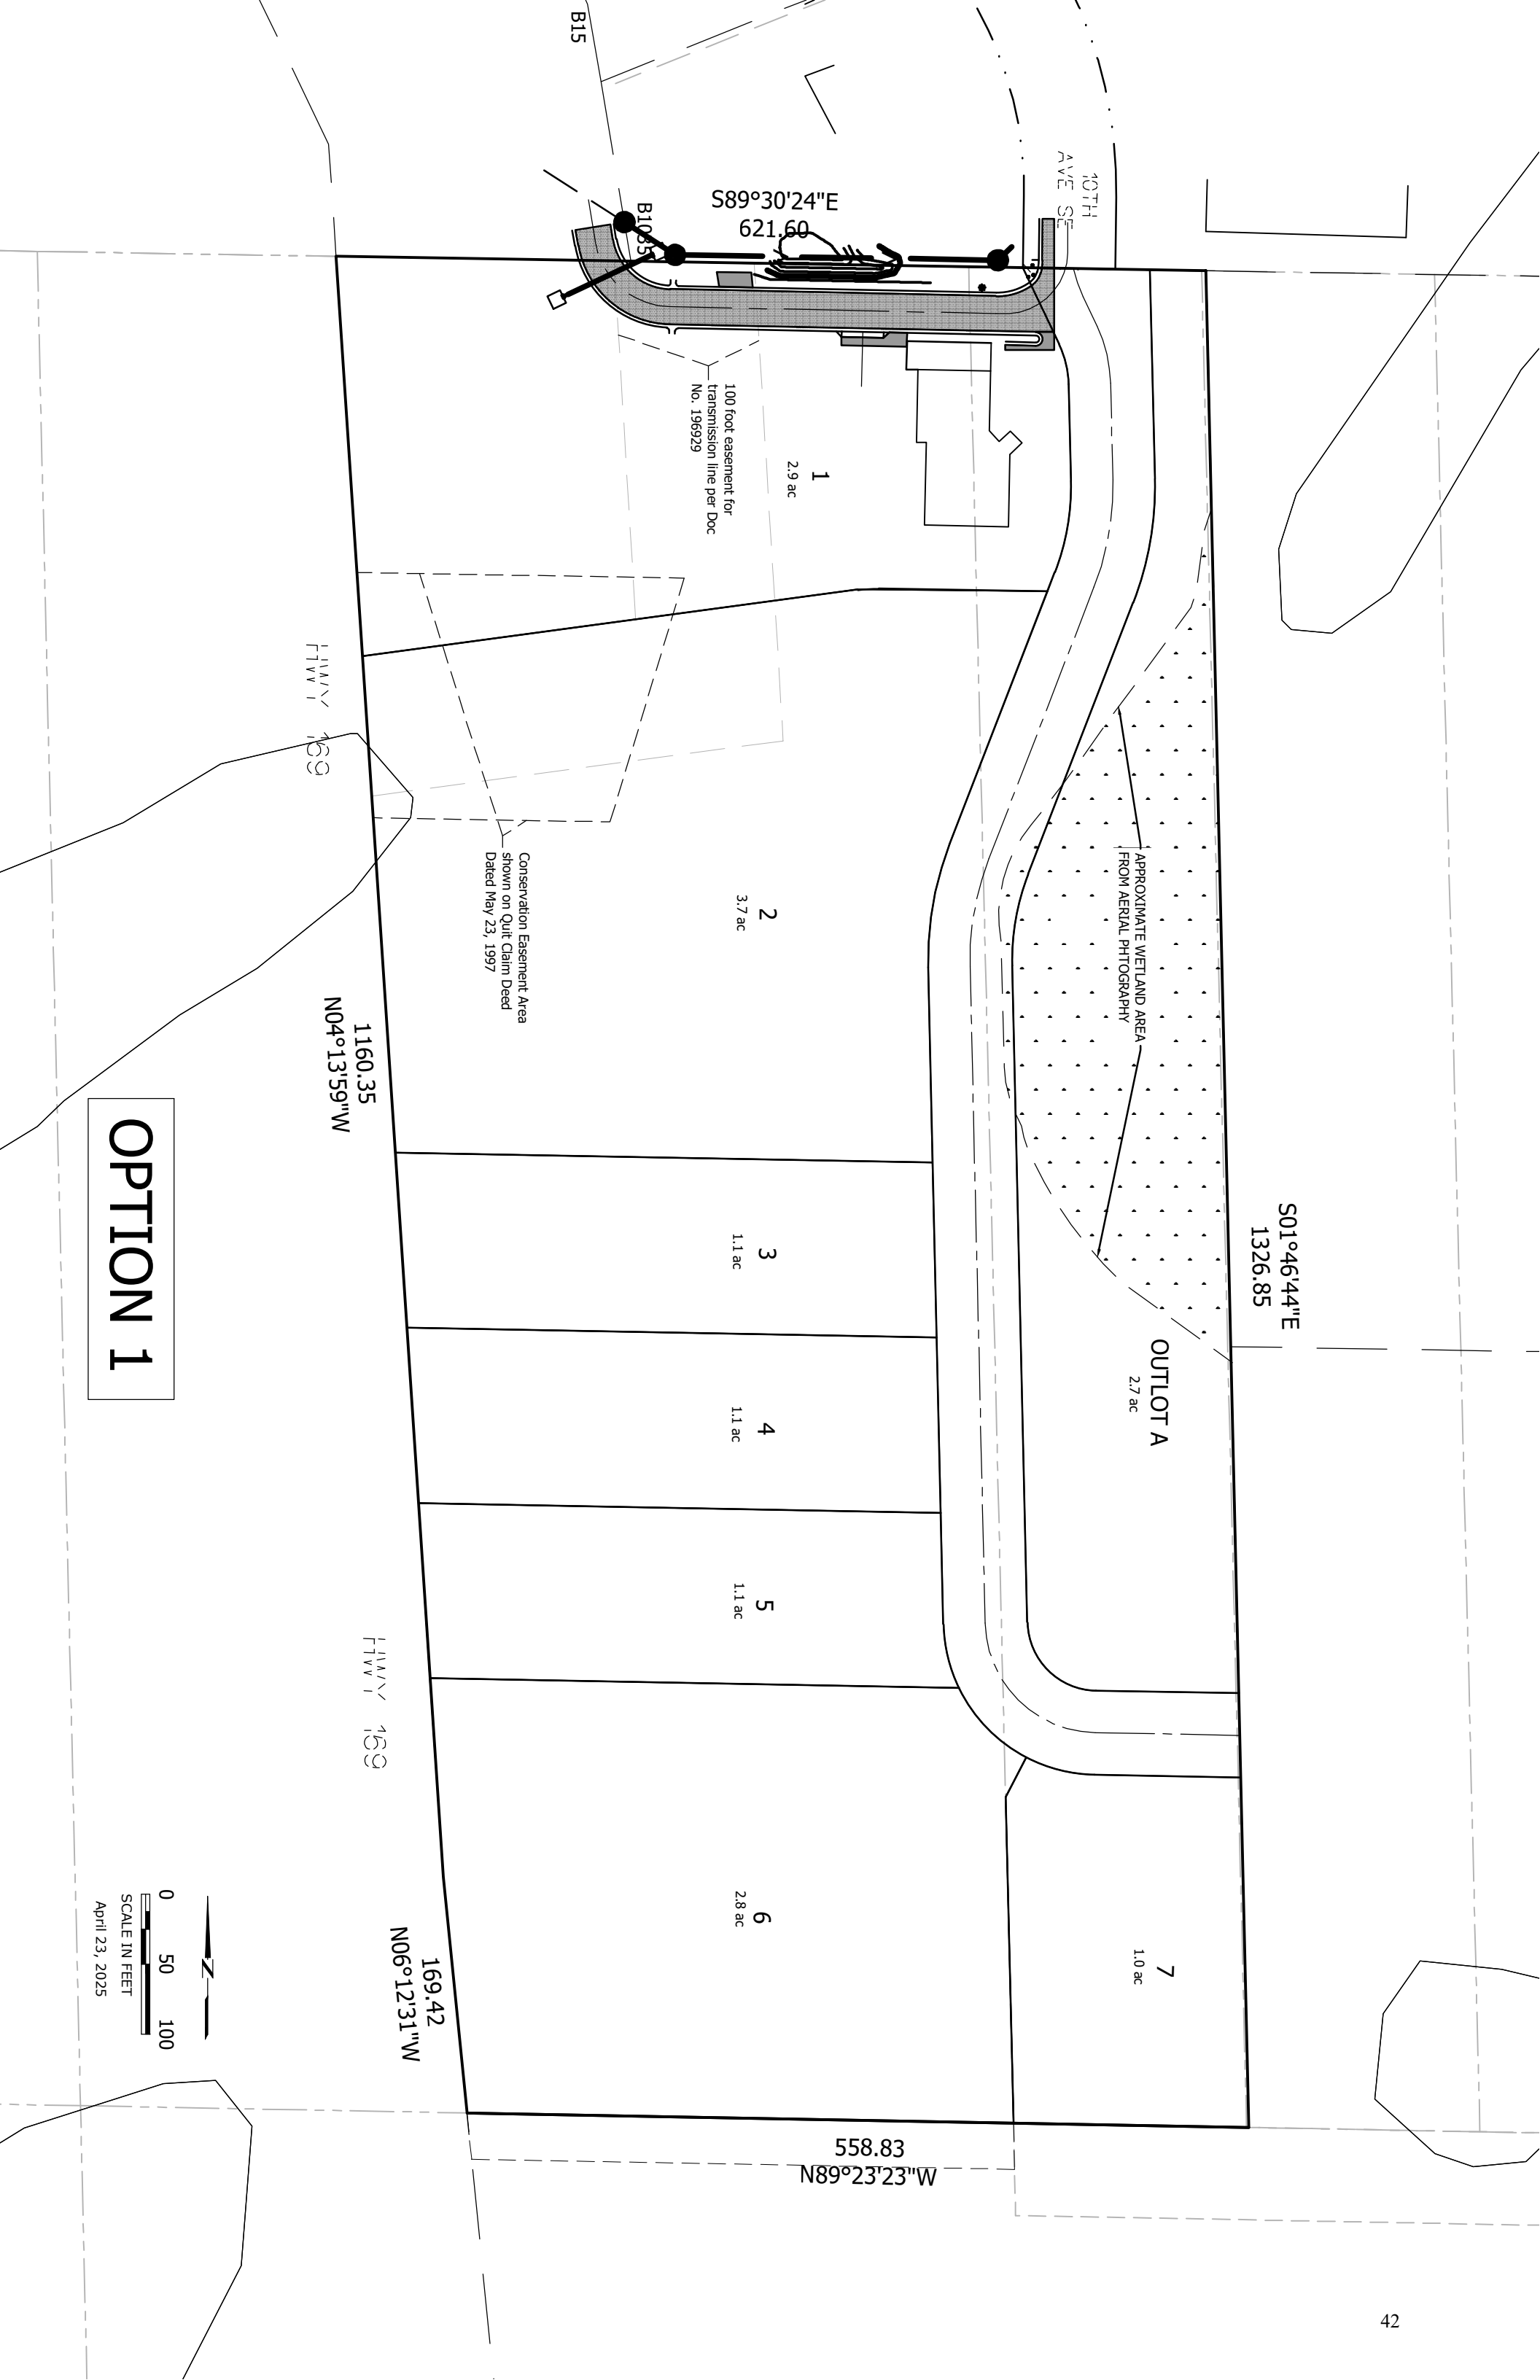 B15
10TH
AVE SE
S89°30'24"E
621.60
100 foot easement for
transmission line per Doc
No. 196929
1
2.9 ac
HWY 169
Conservation Easement Area
shown on Quit Claim Deed
Dated May 23, 1997
2
3.7 ac
APPROXIMATE WETLAND AREA
FROM AERIAL PHTOGRAPHY
1160.35
N04°13'59"W
OPTION 1
3
1.1 ac
S01°46'44"E
1326.85
OUTLOT A
2.7 ac
4
1.1 ac
5
1.1 ac
HWY 169
6
2.8 ac
7
1.0 ac
169.42
N06°12'31"W
N
0 50 100
SCALE IN FEET
April 23, 2025
558.83
N89°23'23"W
42